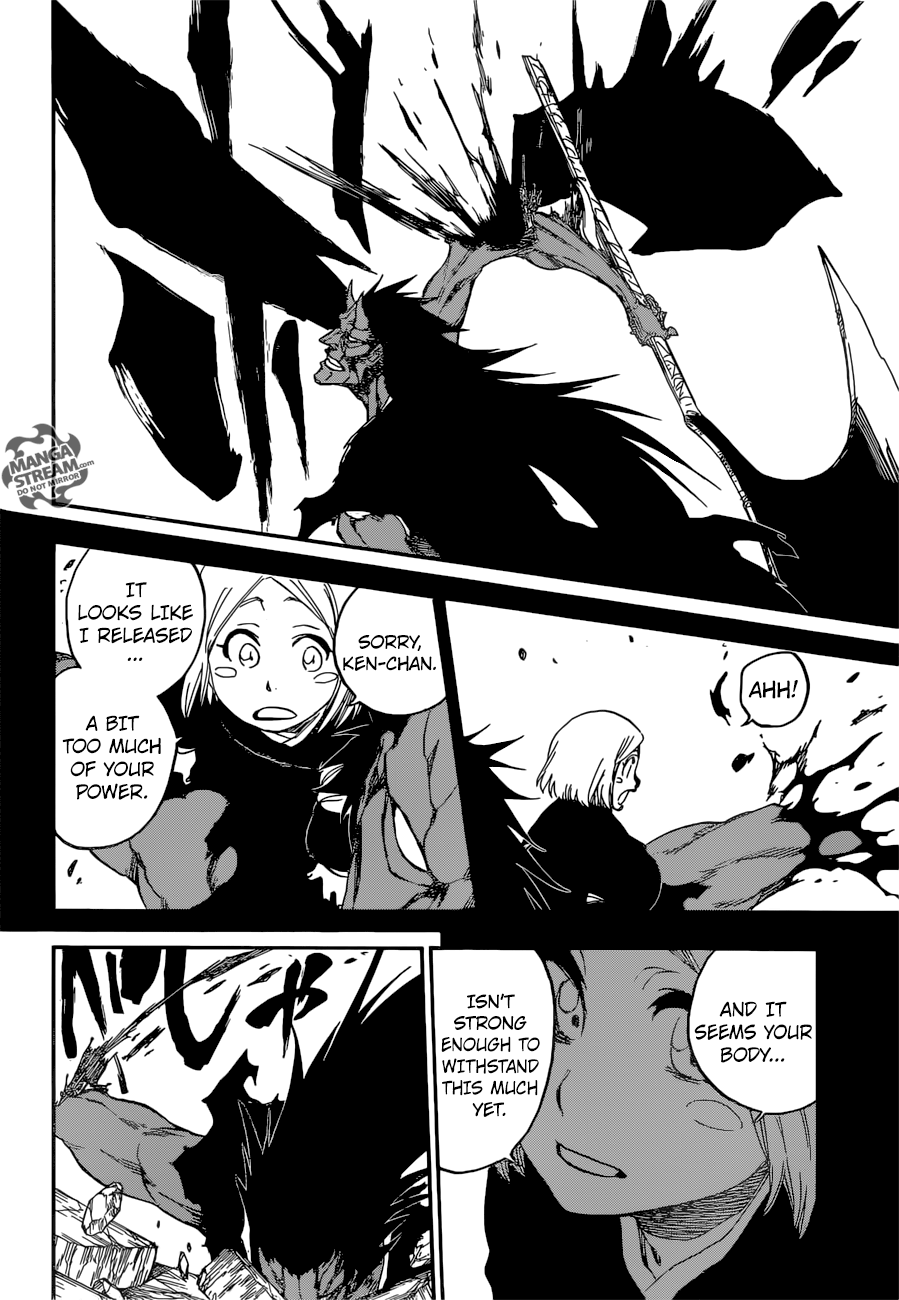 MANGA
STREAM.com
DO NOT MIRROR
AHH!
SORRY,
KEN-CHAN.
IT
LOOKS LIKE
I RELEASED
...
A BIT
TOO MUCH
OF YOUR
POWER.
AND IT
SEEMS YOUR
BODY...
ISN'T
STRONG
ENOUGH TO
WITHSTAND
THIS MUCH
YET.